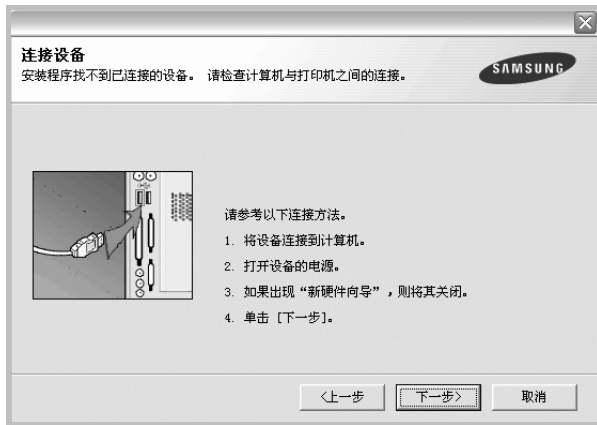 连接设备
安装程序找不到已连接的设备。 请检查计算机与打印机之间的连接。
SAMSUNG
请参考以下连接方法。
1. 将设备连接到计算机。
2. 打开设备的电源。
3. 如果出现“新硬件向导”，则将其关闭。
4. 单击 [下一步]。
<上一步
下一步>
取消